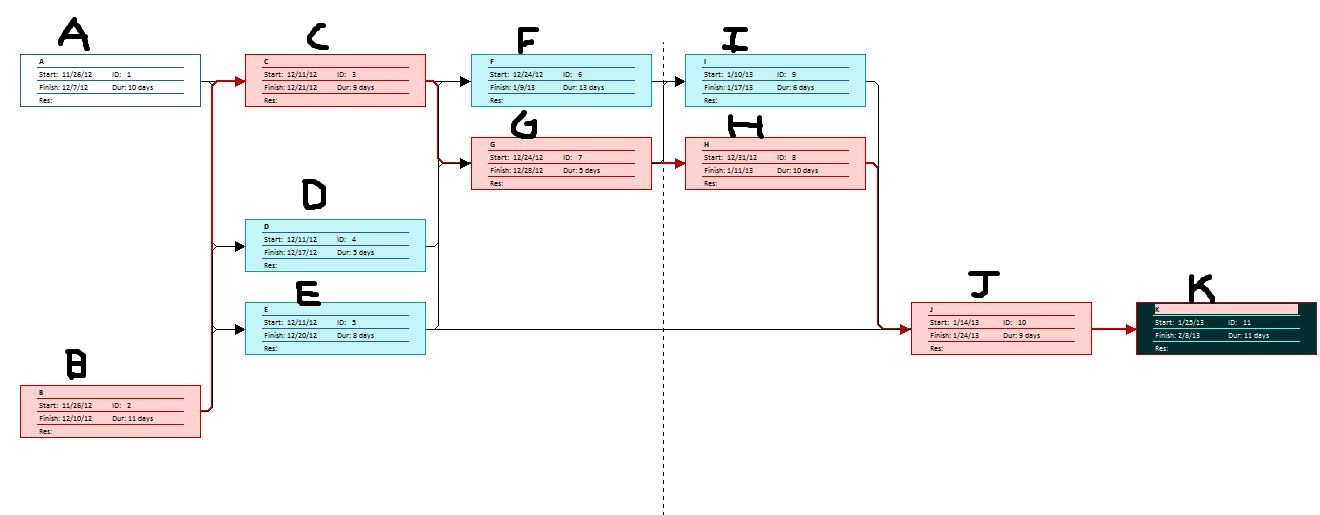 A
C
F
I
A
Start: 11/26/12 ID: 1
Finish: 12/7/12 Dur: 10 days
Res:
C
Start: 12/11/12 ID: 3
Finish: 12/21/12 Dur: 9 days
Res:
F
Start: 12/24/12 ID: 6
Finish: 1/9/13 Dur: 13 days
Res:
I
Start: 1/10/13 ID: 9
Finish: 1/17/13 Dur: 6 days
Res:
G
H
G
Start: 12/24/12 ID: 7
Finish: 12/28/12 Dur: 5 days
Res:
H
Start: 12/31/12 ID: 8
Finish: 1/11/13 Dur: 10 days
Res:
D
D
Start: 12/11/12 ID: 4
Finish: 12/17/12 Dur: 5 days
Res:
E
J
K
E
Start: 12/11/12 ID: 5
Finish: 12/20/12 Dur: 8 days
Res:
J
Start: 1/14/13 ID: 10
Finish: 1/24/13 Dur: 9 days
Res:
K
Start: 1/25/13 ID: 11
Finish: 2/8/13 Dur: 11 days
Res:
B
B
Start: 11/26/12 ID: 2
Finish: 12/10/12 Dur: 11 days
Res: